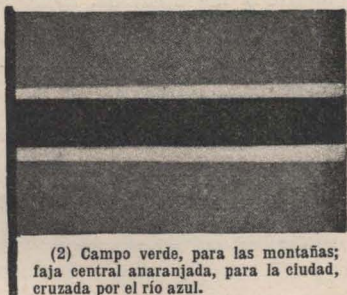 (2) Campo verde, para las montañas;
faja central anaranjada, para la ciudad,
cruzada por el río azul.